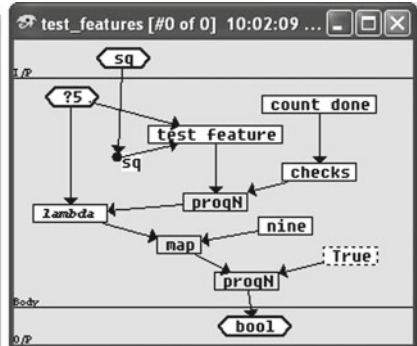 test_features [#0 of 0] 10:02:09 ...
sq
I/P
?5
count done
test feature
sq
checks
progN
lambda
nine
map
True
progN
Body
bool
O/P